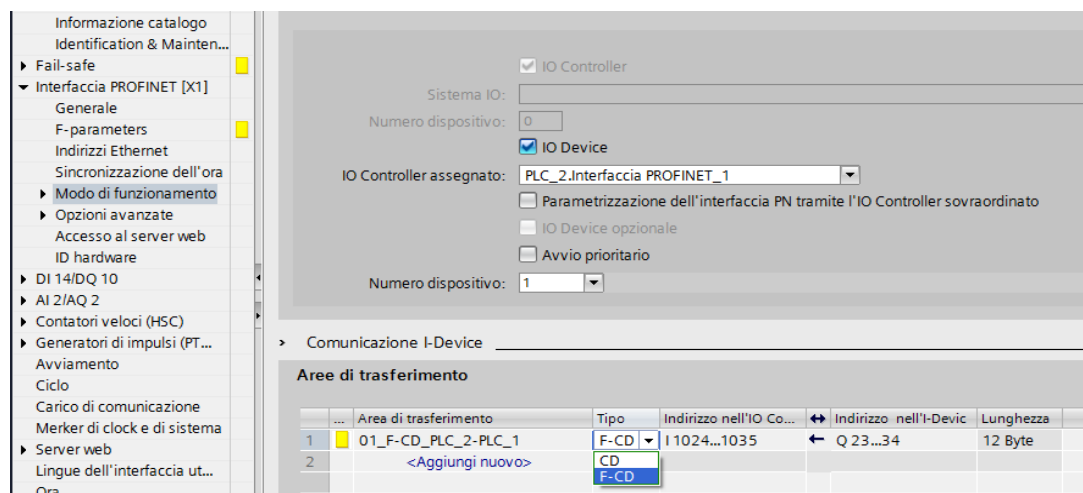 Informazione catalogo
Identification & Mainten...
Fail-safe
Interfaccia PROFINET [X1]
Generale
F-parameters
Indirizzi Ethernet
Sincronizzazione dell'ora
Modo di funzionamento
Opzioni avanzate
Accesso al server web
ID hardware
DI 14/DQ 10
AI 2/AQ 2
Contatori veloci (HSC)
Generatori di impulsi (PT...
Avviamento
Ciclo
Carico di comunicazione
Merker di clock e di sistema
Server web
Lingue dell'interfaccia ut...
Ora
IO Controller
Sistema IO:
Numero dispositivo: 0
IO Device
IO Controller assegnato: PLC_2.Interfaccia PROFINET_1
Parametrizzazione dell'interfaccia PN tramite l'IO Controller sovraordinato
IO Device opzionale
Avvio prioritario
Numero dispositivo: 1
Comunicazione I-Device
Aree di trasferimento
... Area di trasferimento Tipo Indirizzo nell'IO Co... ↔ Indirizzo nell'I-Devic Lunghezza
1 01_F-CD_PLC_2-PLC_1 F-CD I 1024...1035 ← Q 23...34 12 Byte
2 <Aggiungi nuovo> CD
F-CD